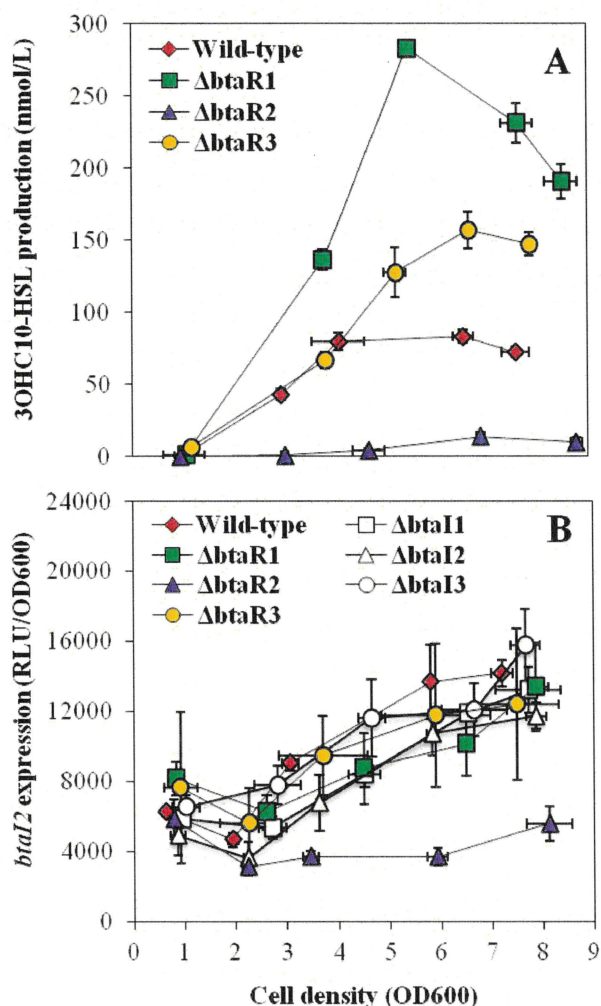 300
250
200
150
100
50
0
3OHC10-HSL production (nmol/L)
Wild-type
ΔbtaR1
ΔbtaR2
ΔbtaR3
A
24000
20000
16000
12000
8000
4000
0
btaI2 expression (RLU/OD600)
Wild-type
ΔbtaR1
ΔbtaR2
ΔbtaR3
ΔbtaI1
ΔbtaI2
ΔbtaI3
B
0 1 2 3 4 5 6 7 8 9
Cell density (OD600)